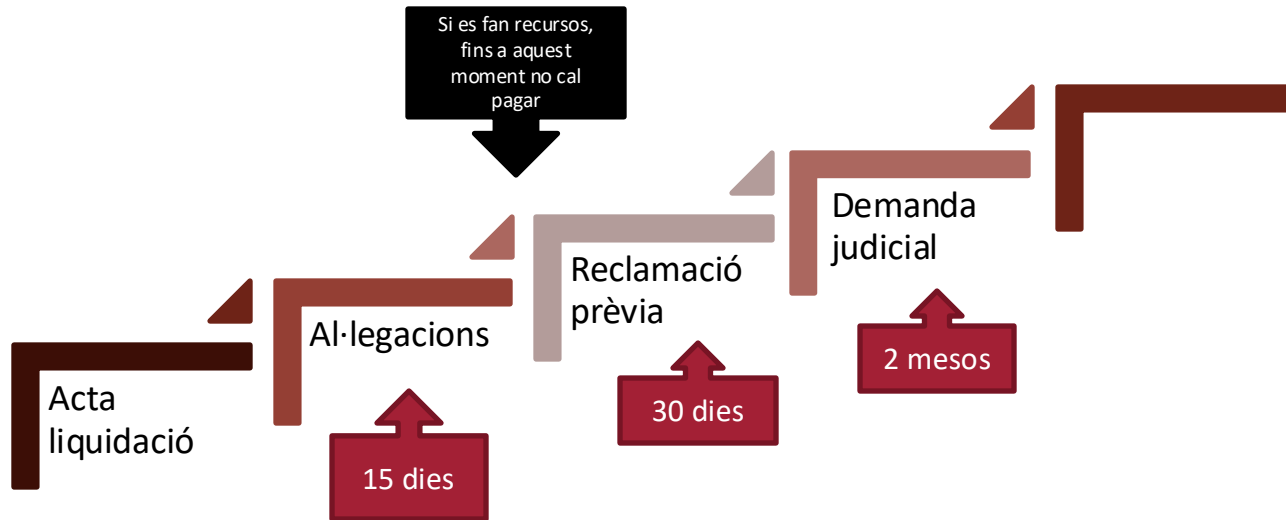 Si es fan recursos,
fins a aquest
moment no cal
pagar
Acta
liquidació
Al·legacions
15 dies
Reclamació
prèvia
30 dies
Demanda
judicial
2 mesos